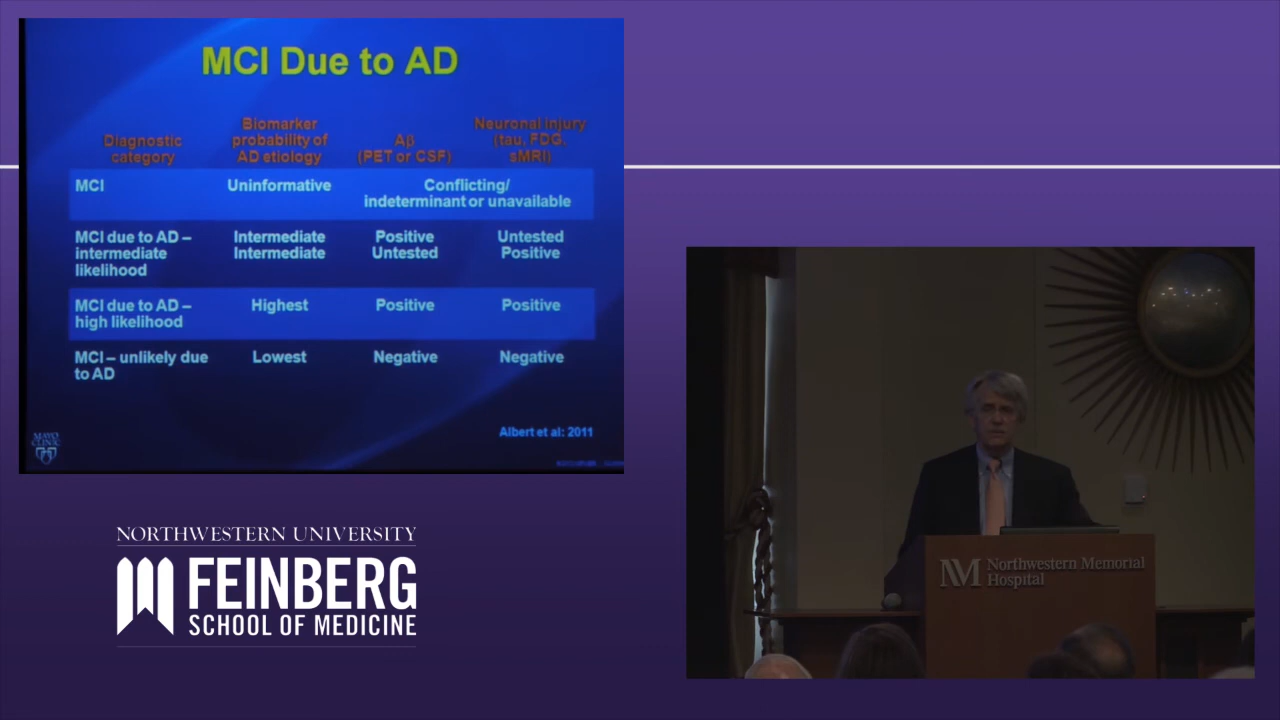 MCI Due to AD
Diagnostic category
Biomarker probability of AD etiology
Aβ (PET or CSF)
Neuronal injury (tau, FDG, sMRI)
MCI
Uninformative
Conflicting/
indeterminant or unavailable
MCI due to AD –
intermediate
likelihood
Intermediate
Intermediate
Positive
Untested
Untested
Positive
MCI due to AD –
high likelihood
Highest
Positive
Positive
MCI – unlikely due
to AD
Lowest
Negative
Negative
Albert et al: 2011
MAYO
CLINIC
NORTHWESTERN UNIVERSITY
FEINBERG
SCHOOL OF MEDICINE
NM Northwestern Memorial
Hospital